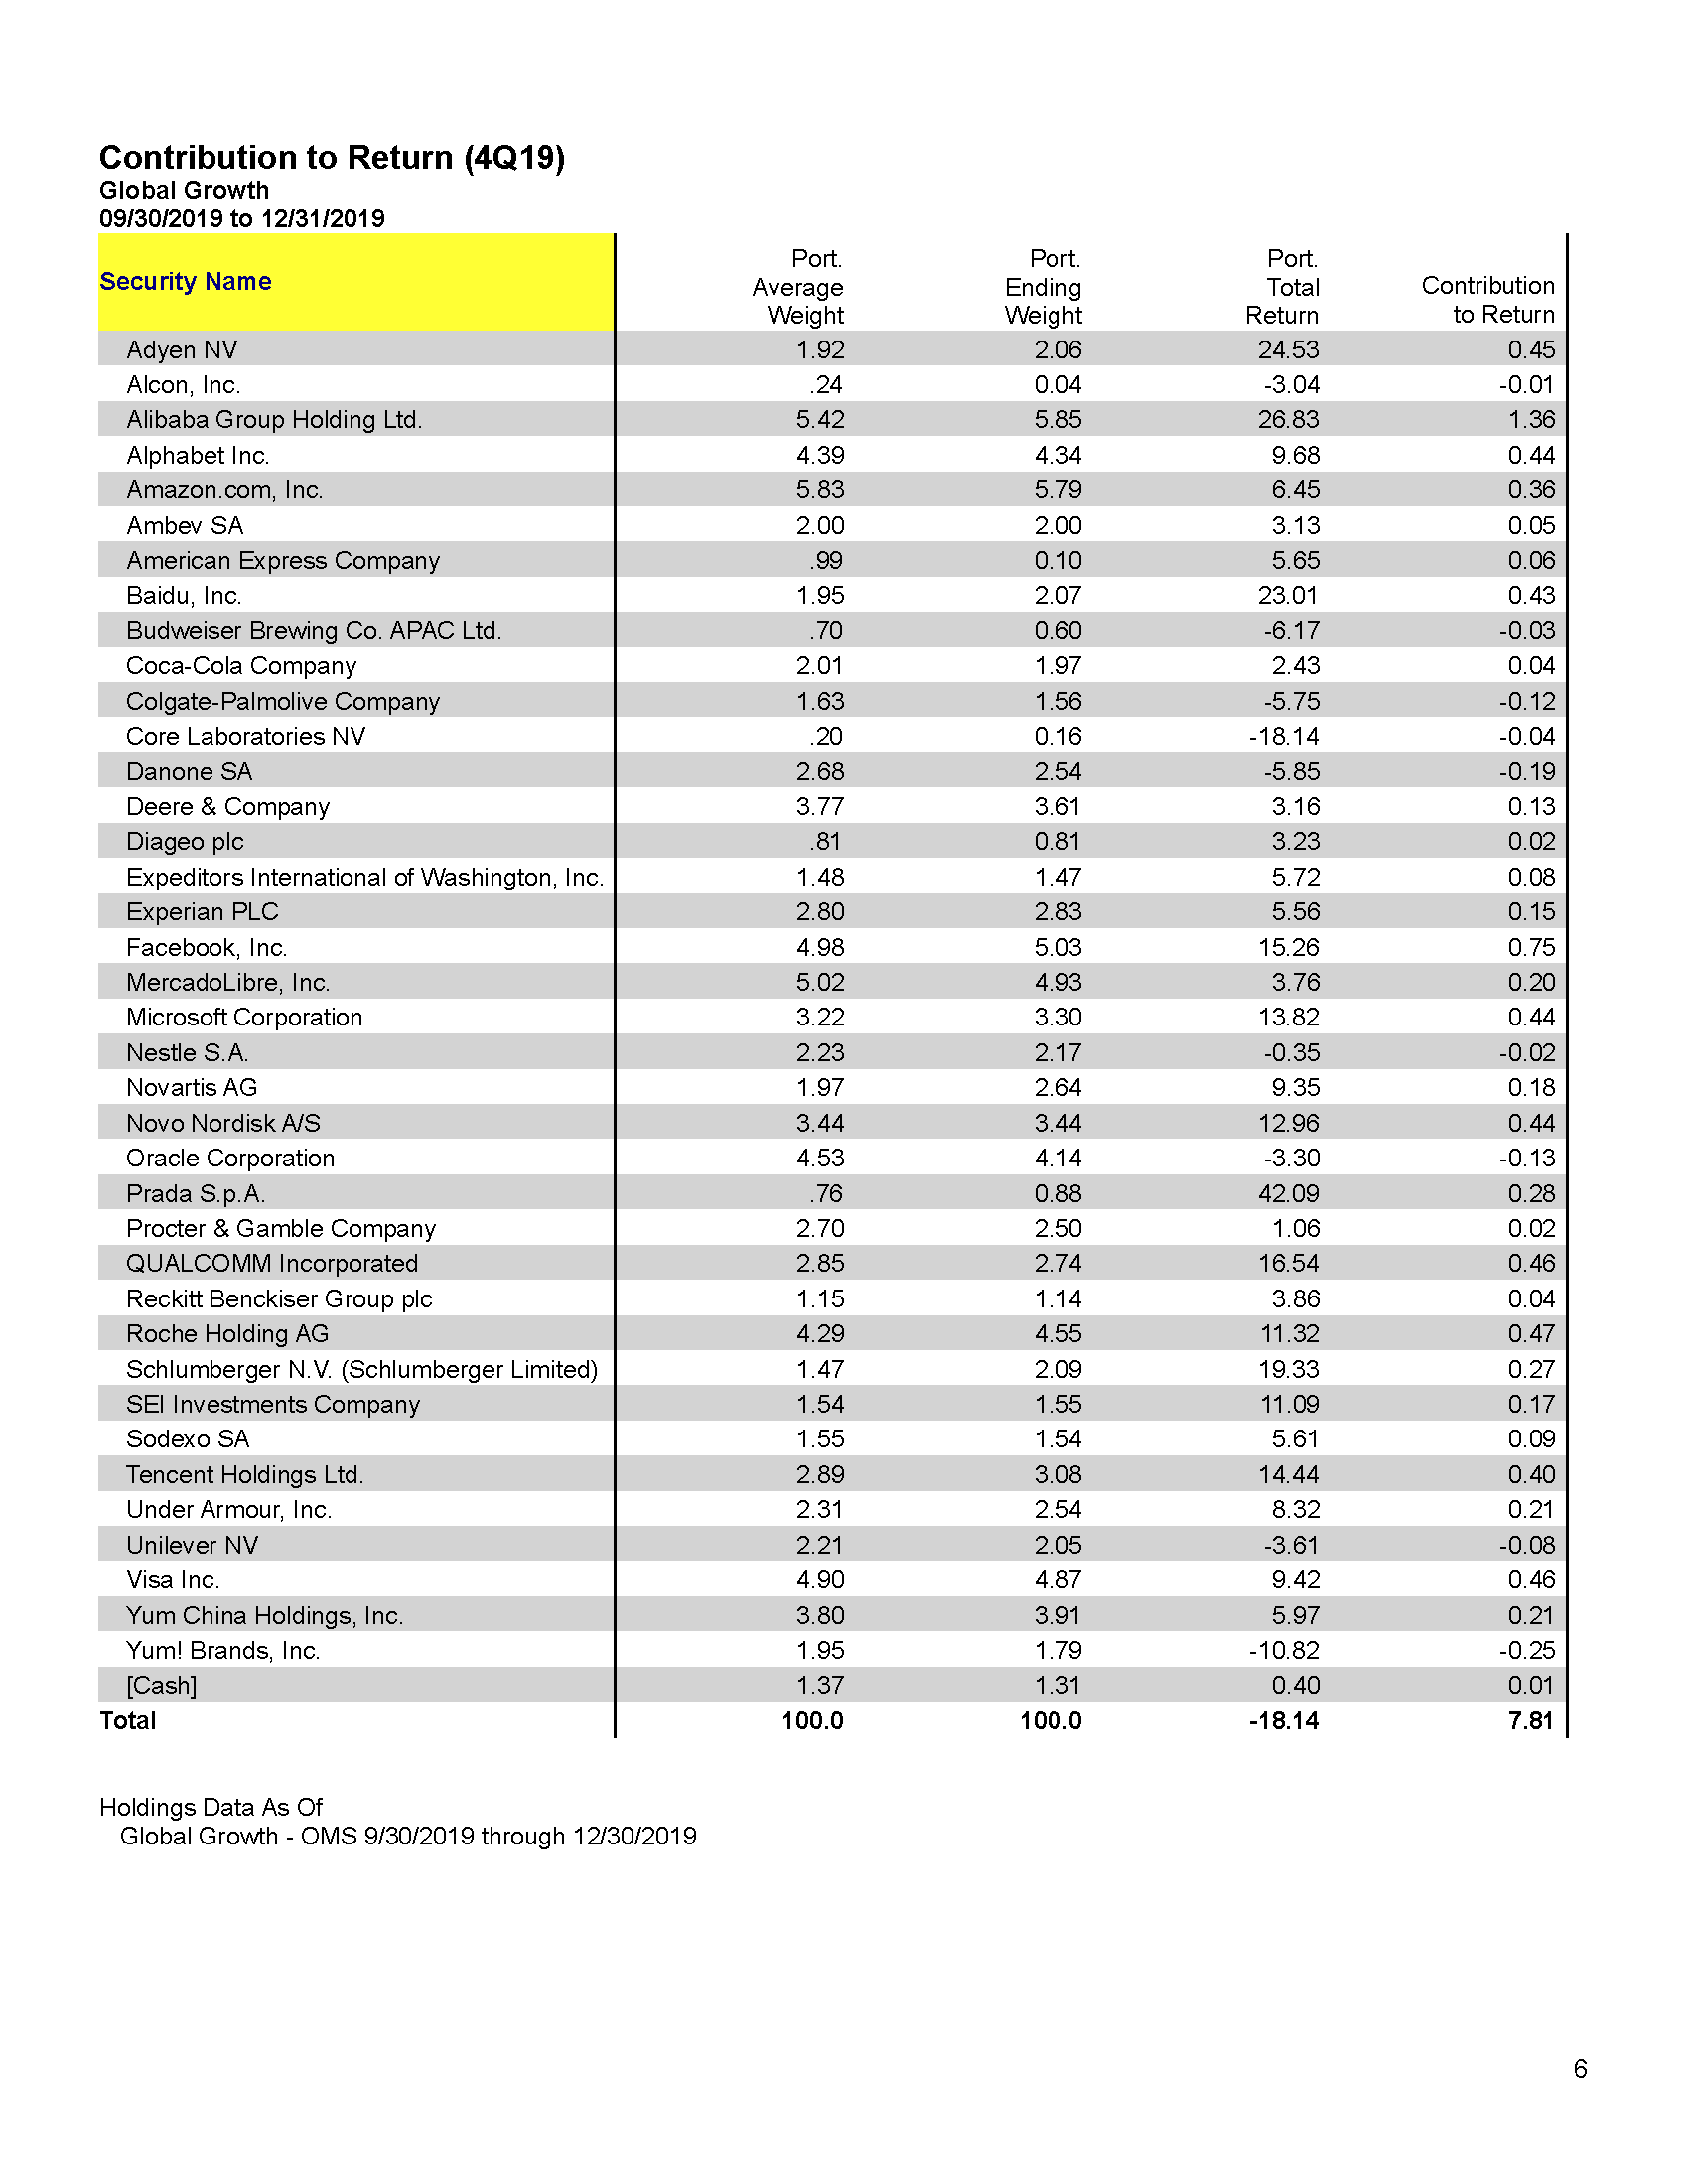 Contribution to Return (4Q19)
Global Growth
09/30/2019 to 12/31/2019
Security Name Port. Average Weight Port. Ending Weight Port. Total Return Contribution to Return
Adyen NV 1.92 2.06 24.53 0.45
Alcon, Inc. .24 0.04 -3.04 -0.01
Alibaba Group Holding Ltd. 5.42 5.85 26.83 1.36
Alphabet Inc. 4.39 4.34 9.68 0.44
Amazon.com, Inc. 5.83 5.79 6.45 0.36
Ambev SA 2.00 2.00 3.13 0.05
American Express Company .99 0.10 5.65 0.06
Baidu, Inc. 1.95 2.07 23.01 0.43
Budweiser Brewing Co. APAC Ltd. .70 0.60 -6.17 -0.03
Coca-Cola Company 2.01 1.97 2.43 0.04
Colgate-Palmolive Company 1.63 1.56 -5.75 -0.12
Core Laboratories NV .20 0.16 -18.14 -0.04
Danone SA 2.68 2.54 -5.85 -0.19
Deere & Company 3.77 3.61 3.16 0.13
Diageo plc .81 0.81 3.23 0.02
Expeditors International of Washington, Inc. 1.48 1.47 5.72 0.08
Experian PLC 2.80 2.83 5.56 0.15
Facebook, Inc. 4.98 5.03 15.26 0.75
MercadoLibre, Inc. 5.02 4.93 3.76 0.20
Microsoft Corporation 3.22 3.30 13.82 0.44
Nestle S.A. 2.23 2.17 -0.35 -0.02
Novartis AG 1.97 2.64 9.35 0.18
Novo Nordisk A/S 3.44 3.44 12.96 0.44
Oracle Corporation 4.53 4.14 -3.30 -0.13
Prada S.p.A. .76 0.88 42.09 0.28
Procter & Gamble Company 2.70 2.50 1.06 0.02
QUALCOMM Incorporated 2.85 2.74 16.54 0.46
Reckitt Benckiser Group plc 1.15 1.14 3.86 0.04
Roche Holding AG 4.29 4.55 11.32 0.47
Schlumberger N.V. (Schlumberger Limited) 1.47 2.09 19.33 0.27
SEI Investments Company 1.54 1.55 11.09 0.17
Sodexo SA 1.55 1.54 5.61 0.09
Tencent Holdings Ltd. 2.89 3.08 14.44 0.40
Under Armour, Inc. 2.31 2.54 8.32 0.21
Unilever NV 2.21 2.05 -3.61 -0.08
Visa Inc. 4.90 4.87 9.42 0.46
Yum China Holdings, Inc. 3.80 3.91 5.97 0.21
Yum! Brands, Inc. 1.95 1.79 -10.82 -0.25
[Cash] 1.37 1.31 0.40 0.01
Total 100.0 100.0 -18.14 7.81
Holdings Data As Of
Global Growth - OMS 9/30/2019 through 12/30/2019
6